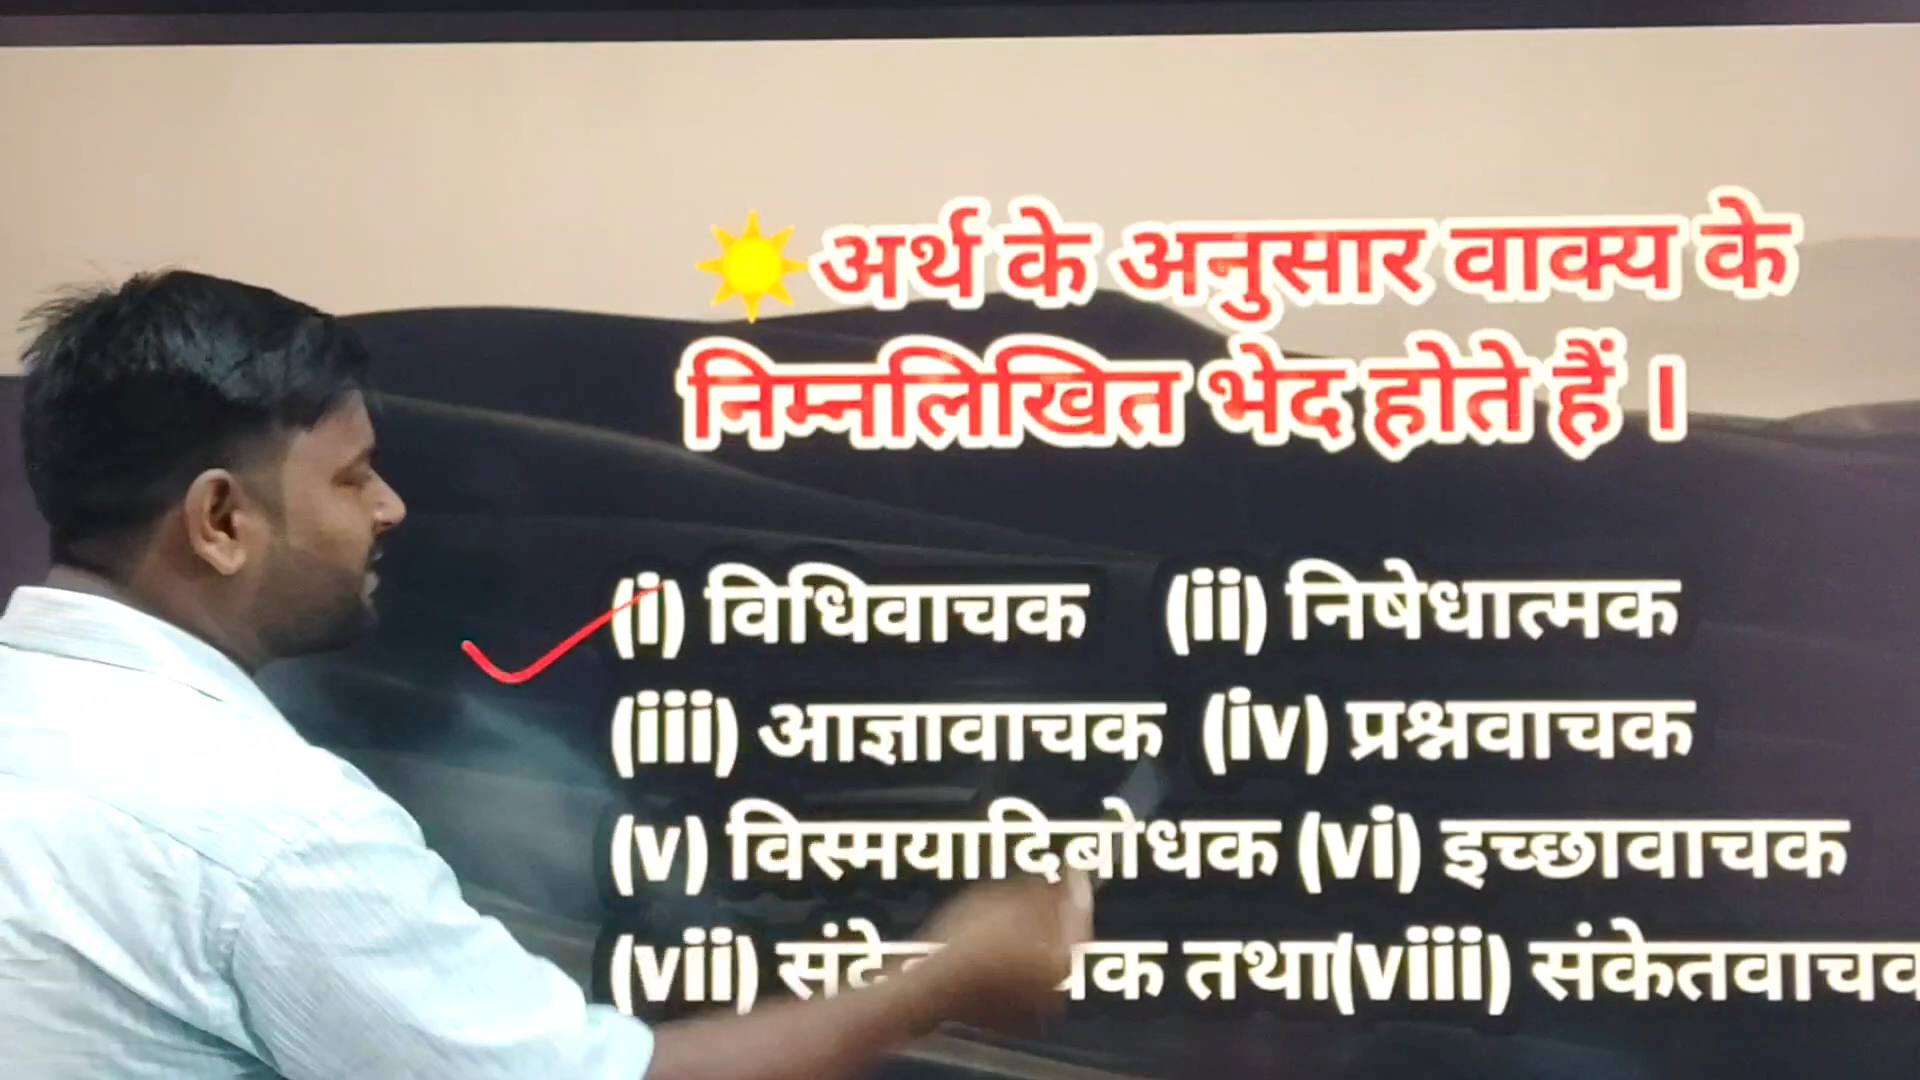 अर्थ के अनुसार वाक्य के
निम्नलिखित भेद होते हैं ।
(i) विधिवाचक (ii) निषेधात्मक
(iii) आज्ञावाचक (iv) प्रश्नवाचक
(v) विस्मयादिबोधक (vi) इच्छावाचक
(vii) तथा(viii) संकेतवाचक